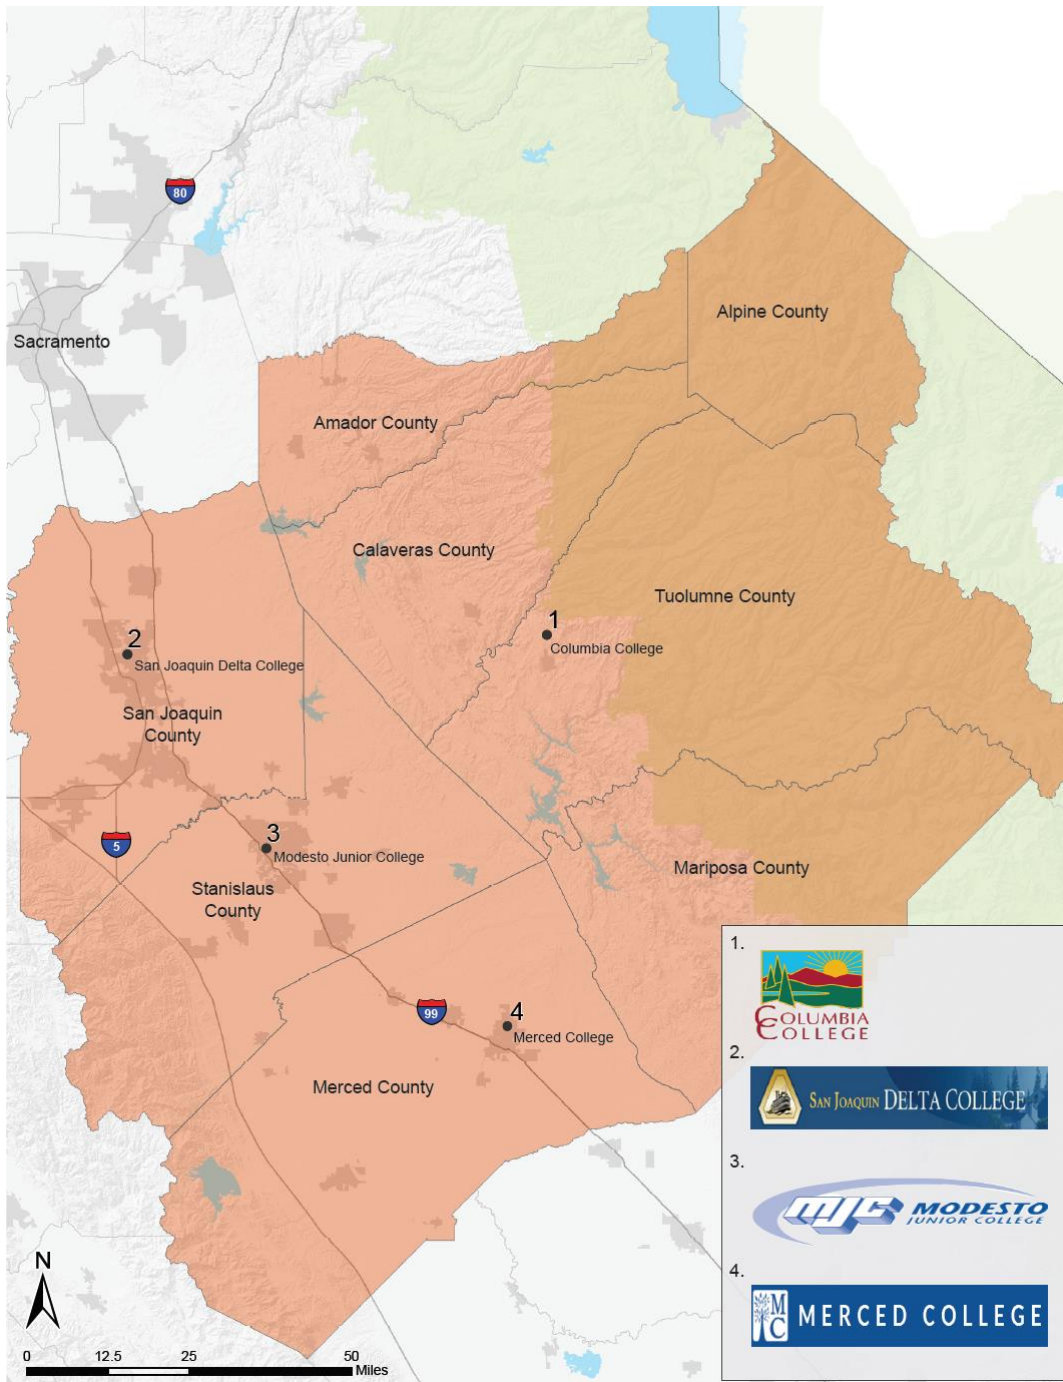 80
Sacramento
Alpine County
Amador County
Calaveras County
Tuolumne County
1
Columbia College
2
San Joaquin Delta College
San Joaquin
County
5
3
Modesto Junior College
Stanislaus
County
Mariposa County
99
4
Merced College
Merced County
1.
COLUMBIA
COLLEGE
2.
SAN JOAQUIN DELTA COLLEGE
3.
mjc MODESTO
JUNIOR COLLEGE
4.
MC MERCED COLLEGE
N
0 12.5 25 50
Miles